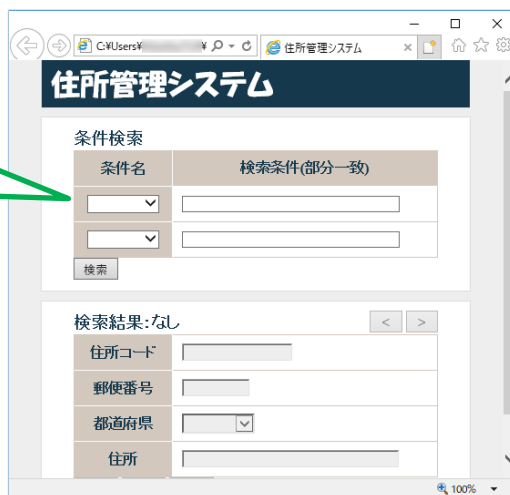 C:¥Users¥ ¥
住所管理システム
住所管理システム
条件検索
条件名 検索条件(部分一致)
検索
検索結果:なし < >
住所コード
郵便番号
都道府県
住所
100%